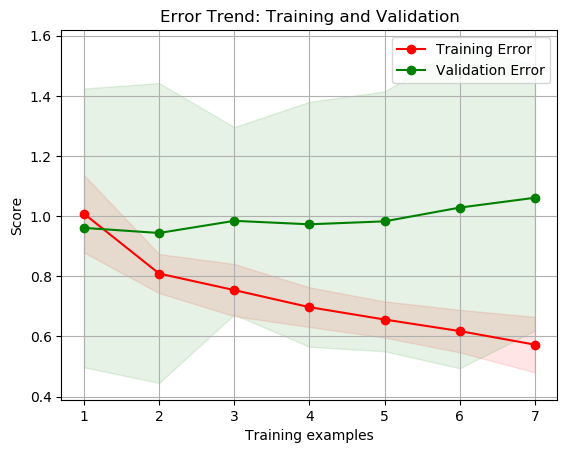 Error Trend: Training and Validation
Training Error
Validation Error
Score
1.6
1.4
1.2
1.0
0.8
0.6
0.4
1 2 3 4 5 6 7
Training examples